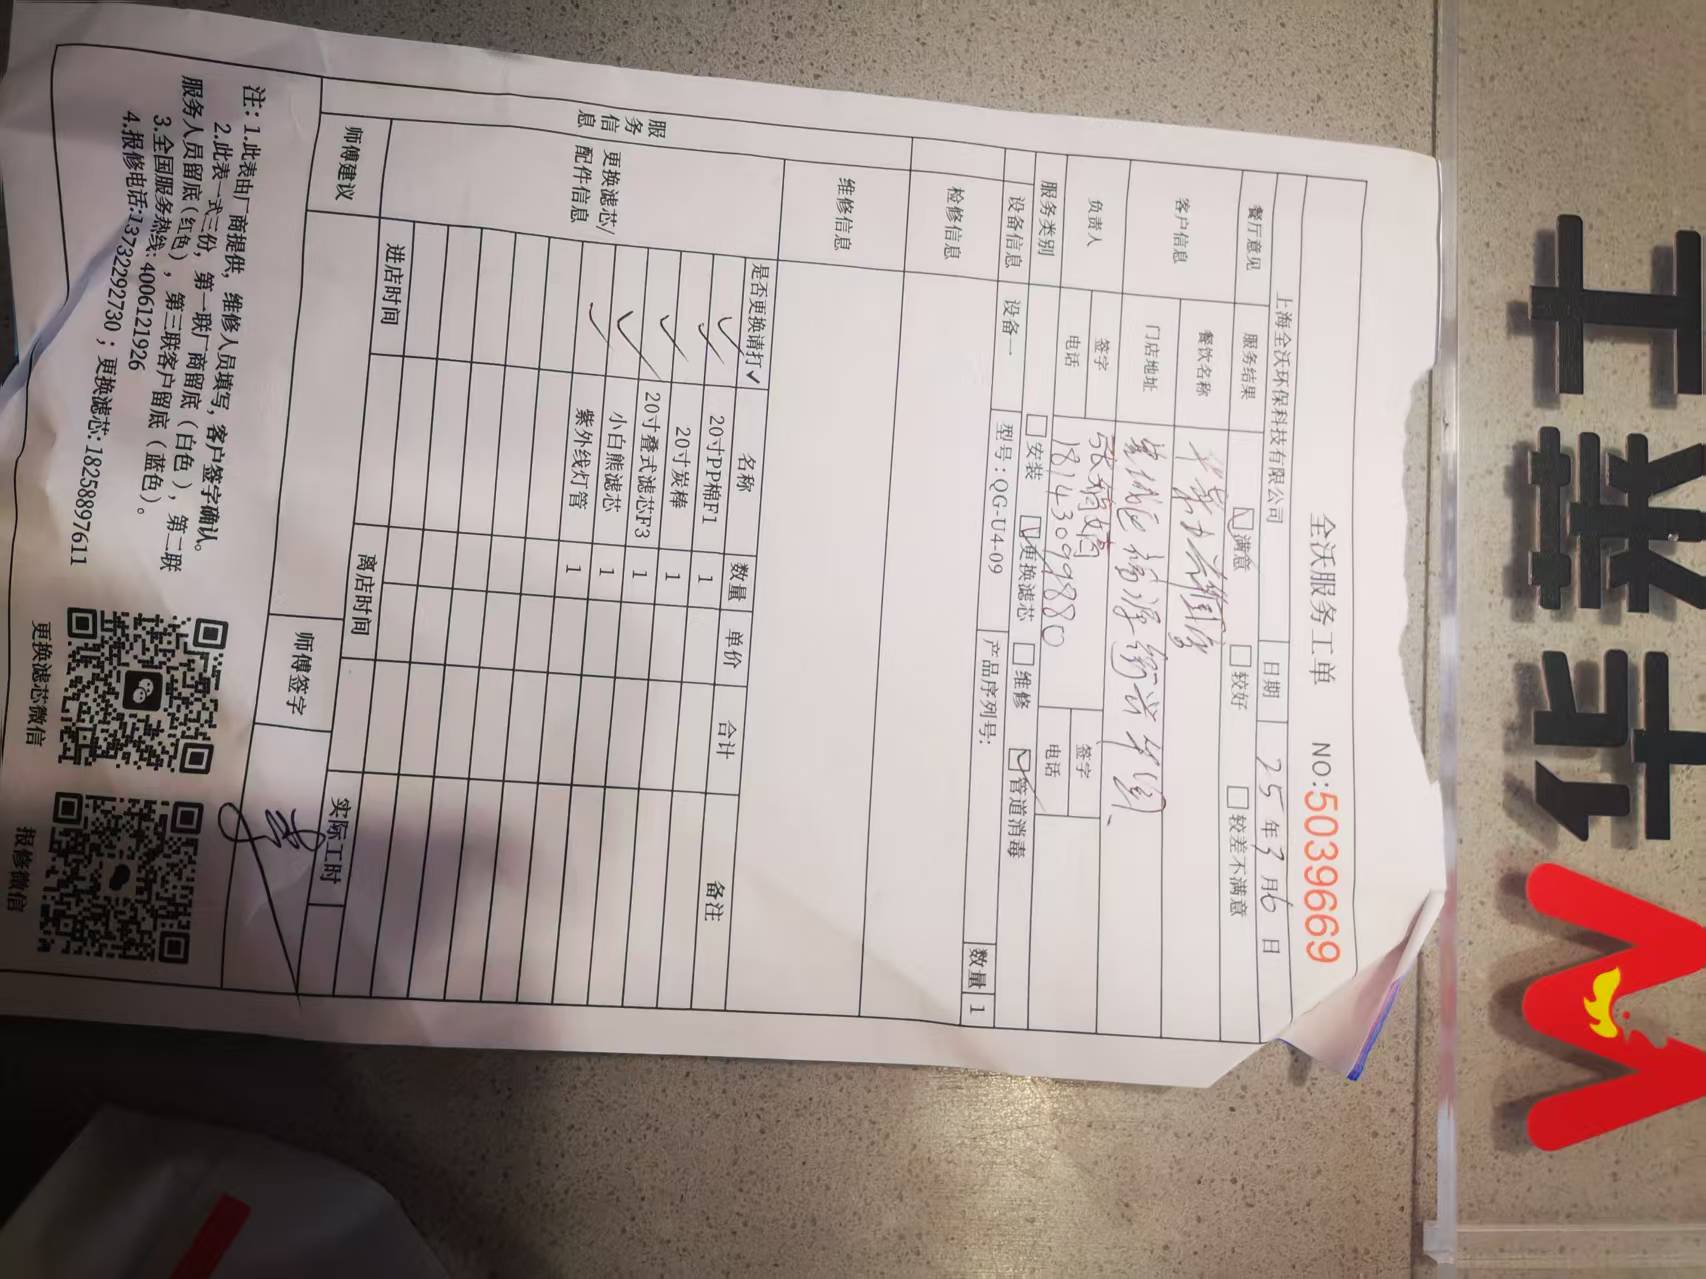 华莱士
全沃服务工单 NO:5039669
上海全沃环保科技有限公司 日期 25 年 月 6 日
餐厅意见 服务结果 满意 较好 较差不满意
客户信息 餐饮名称 华莱士
门店地址
负责人 签字 签字
电话 18143099880 电话
服务类别 安装 更换滤芯 维修 管道消毒
设备信息 设备一 型号:QG-U4-09 产品序列号: 数量 1
检修信息
维修信息
服务信息
更换滤芯/配件信息
是否更换请打✓ 名称 数量 单价 合计 备注
✓ 20寸PP棉F1 1
✓ 20寸炭棒 1
✓ 20寸叠式滤芯F3 1
✓ 小白熊滤芯 1
✓ 紫外线灯管 1
进店时间 离店时间 实际工时
师傅建议 师傅签字
注: 1.此表由厂商提供, 维修人员填写, 客户签字确认。
2.此表一式三份, 第一联厂商留底(白色), 第二联
服务人员留底(红色), 第三联客户留底(蓝色)。
3.全国服务热线: 4006121926
4.报修电话:13732292730 ; 更换滤芯: 18258897611
更换滤芯微信 报修微信